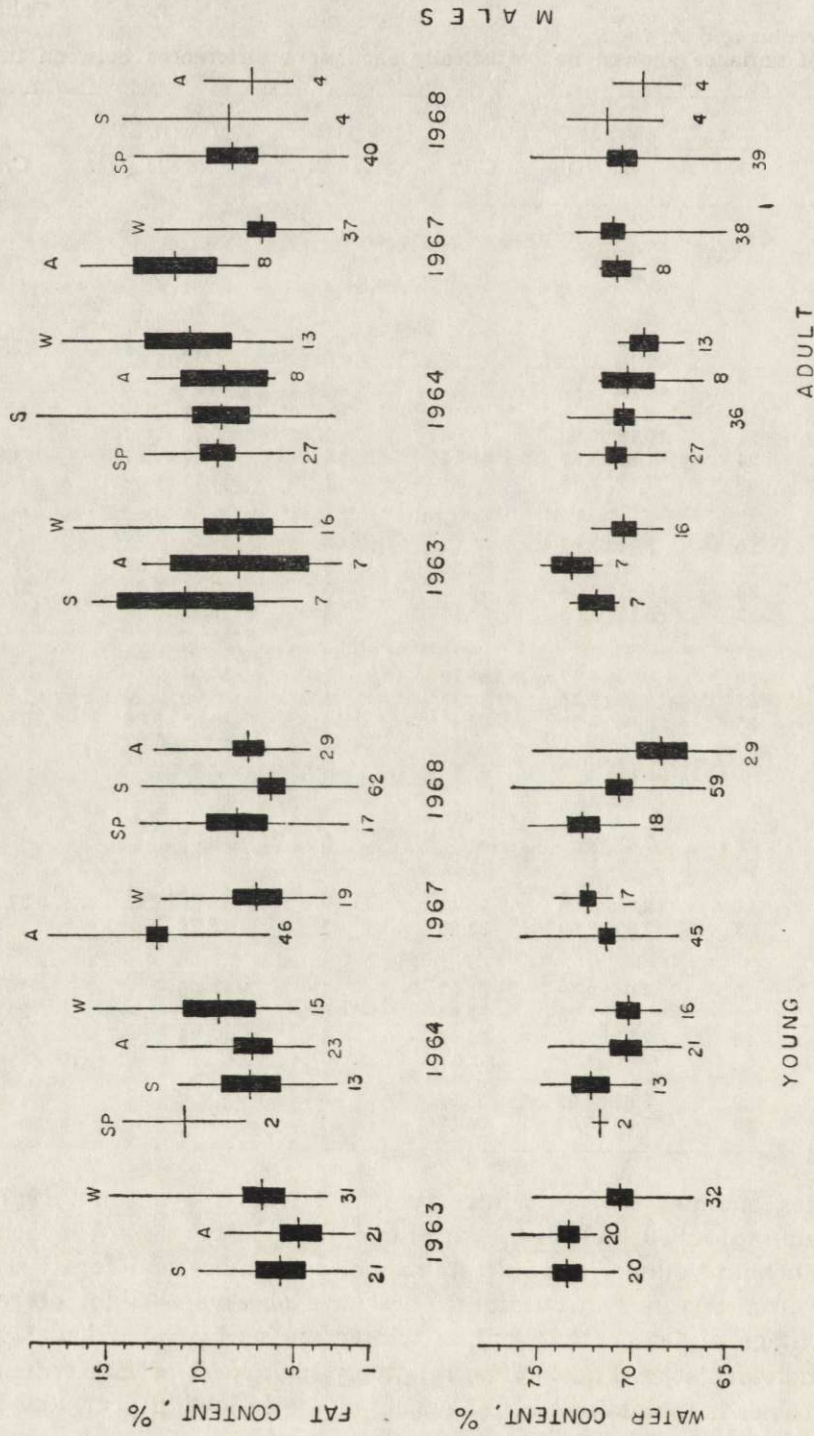 FAT CONTENT, %
15
10
5
1
S A W SP S A W A W SP S A S A W SP S A W A W SP S A
21 21 31 2 13 23 15 46 19 17 62 29 7 7 16 27 8 13 8 37 40 4 4
1963 1964 1967 1968 1963 1964 1967 1968
WATER CONTENT, %
75
70
65
20 20 32 2 13 21 16 45 17 18 59 29 7 7 16 27 36 8 13 8 38 39 4 4
YOUNG ADULT
MALES